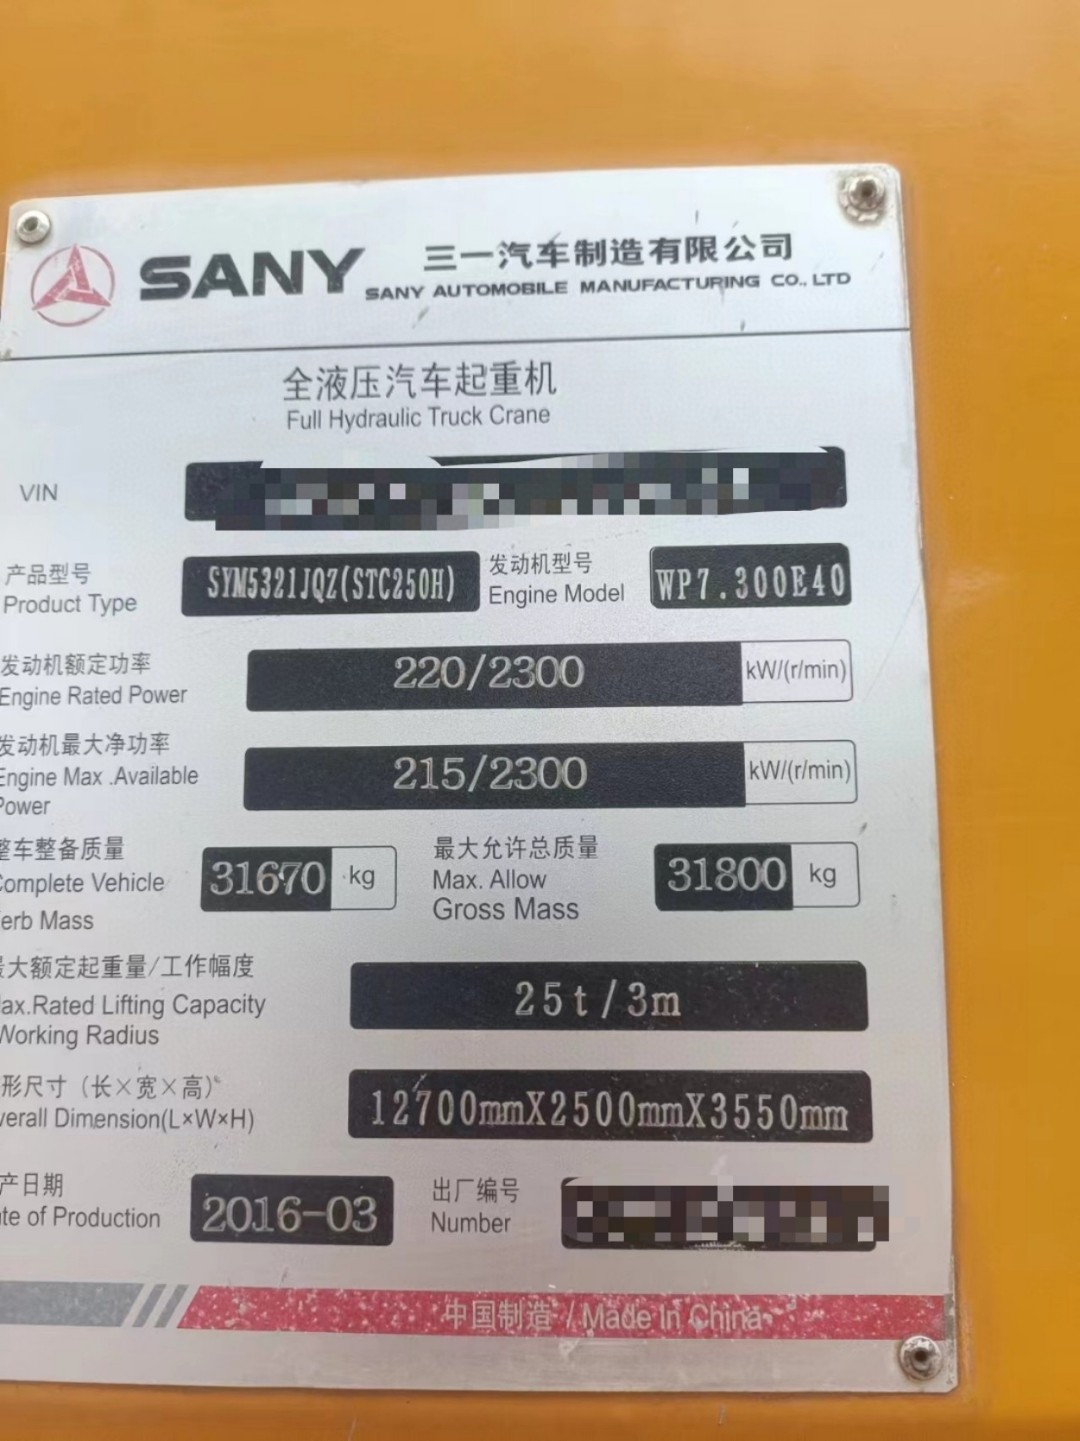 SANY 三一汽车制造有限公司
SANY AUTOMOBILE MANUFACTURING CO., LTD
全液压汽车起重机
Full Hydraulic Truck Crane
VIN
产品型号 SYM5321JQZ(STC250H) 发动机型号 WP7.300E40
Product Type Engine Model
发动机额定功率 220/2300 kW/(r/min)
Engine Rated Power
发动机最大净功率 215/2300 kW/(r/min)
Engine Max .Available
Power
整车整备质量 31670 kg 最大允许总质量 31800 kg
Complete Vehicle Max. Allow
erb Mass Gross Mass
最大额定起重量/工作幅度 25t/3m
ax.Rated Lifting Capacity
Working Radius
形尺寸(长×宽×高) 12700mmX2500mmX3550mm
verall Dimension(L×W×H)
产日期 2016-03 出厂编号
te of Production Number
中国制造 / Made In China